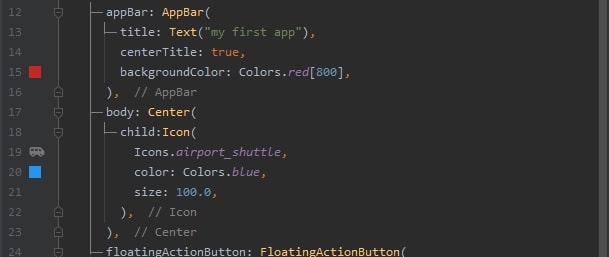 12 appBar: AppBar(
13 title: Text("my first app"),
14 centerTitle: true,
15 backgroundColor: Colors.red[800],
16 ), // AppBar
17 body: Center(
18 child:Icon(
19 Icons.airport_shuttle,
20 color: Colors.blue,
21 size: 100.0,
22 ), // Icon
23 ), // Center
24 floatingActionButton: FloatingActionButton(